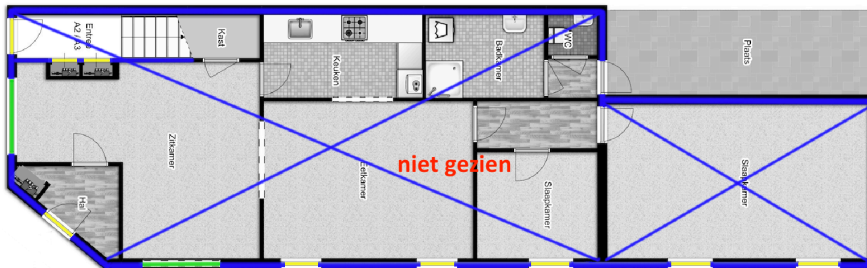 Entree
A2 / A3
Kast
Keuken
Badkamer
WC
Plaats
Zitkamer
Eetkamer
niet gezien
Slaapkamer
Slaapkamer
Hal